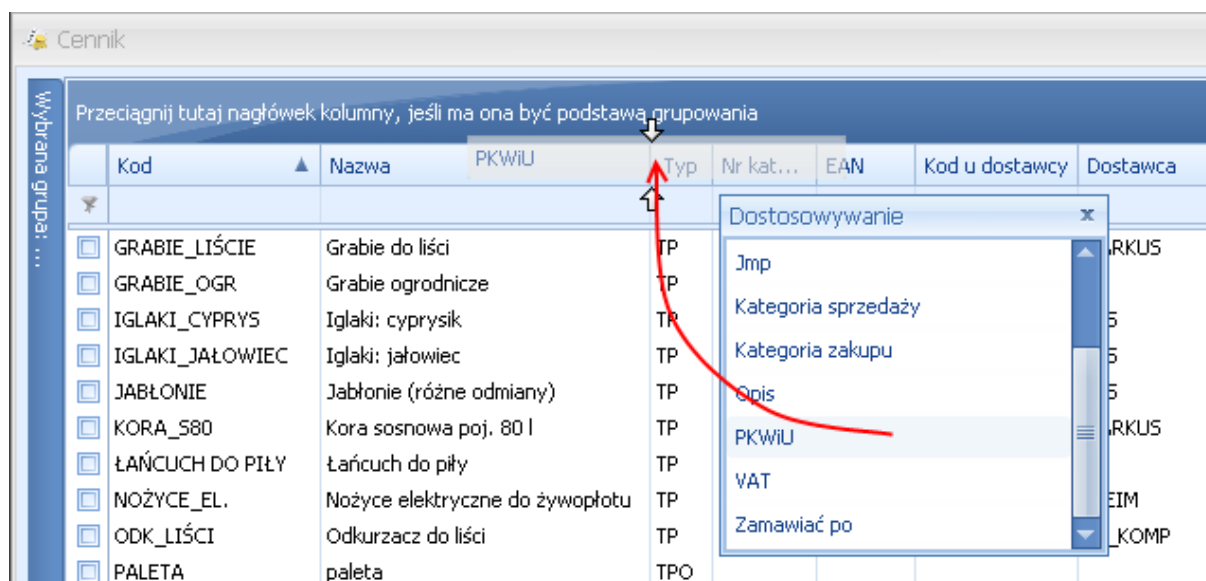 Cennik
Wybrana grupa: ...
Przeciągnij tutaj nagłówek kolumny, jeśli ma ona być podstawą grupowania
Kod Nazwa PKWiU Typ Nr kat... EAN Kod u dostawcy Dostawca
GRABIE_LIŚCIE Grabie do liści TP ARKUS
GRABIE_OGR Grabie ogrodnicze TP
IGLAKI_CYPRYS Iglaki: cyprysik TP S
IGLAKI_JAŁOWIEC Iglaki: jałowiec TP S
JABŁONIE Jabłonie (różne odmiany) TP S
KORA_S80 Kora sosnowa poj. 80 l TP ARKUS
ŁAŃCUCH DO PIŁY Łańcuch do piły TP
NOŻYCE_EL. Nożyce elektryczne do żywopłotu TP EIM
ODK_LIŚCI Odkurzacz do liści TP _KOMP
PALETA paleta TPO
Dostosowywanie
Jmp
Kategoria sprzedaży
Kategoria zakupu
Opis
PKWiU
VAT
Zamawiać po